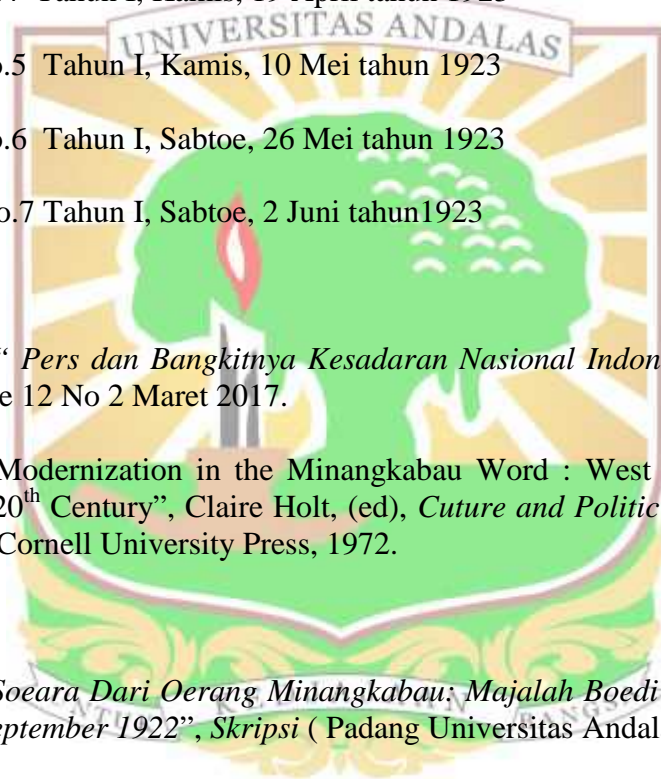 Tahun I, Kamis, 19 April tahun 1923
UNIVERSITAS ANDALAS
5 Tahun I, Kamis, 10 Mei tahun 1923
6 Tahun I, Sabtoe, 26 Mei tahun 1923
o.7 Tahun I, Sabtoe, 2 Juni tahun1923
“ Pers dan Bangkitnya Kesadaran Nasional Indon
e 12 No 2 Maret 2017.
Modernization in the Minangkabau Word : West
20th Century”, Claire Holt, (ed), Cuture and Politic
Cornell University Press, 1972.
Soeara Dari Oerang Minangkabau: Majalah Boedi
eptember 1922”, Skripsi ( Padang Universitas Andal